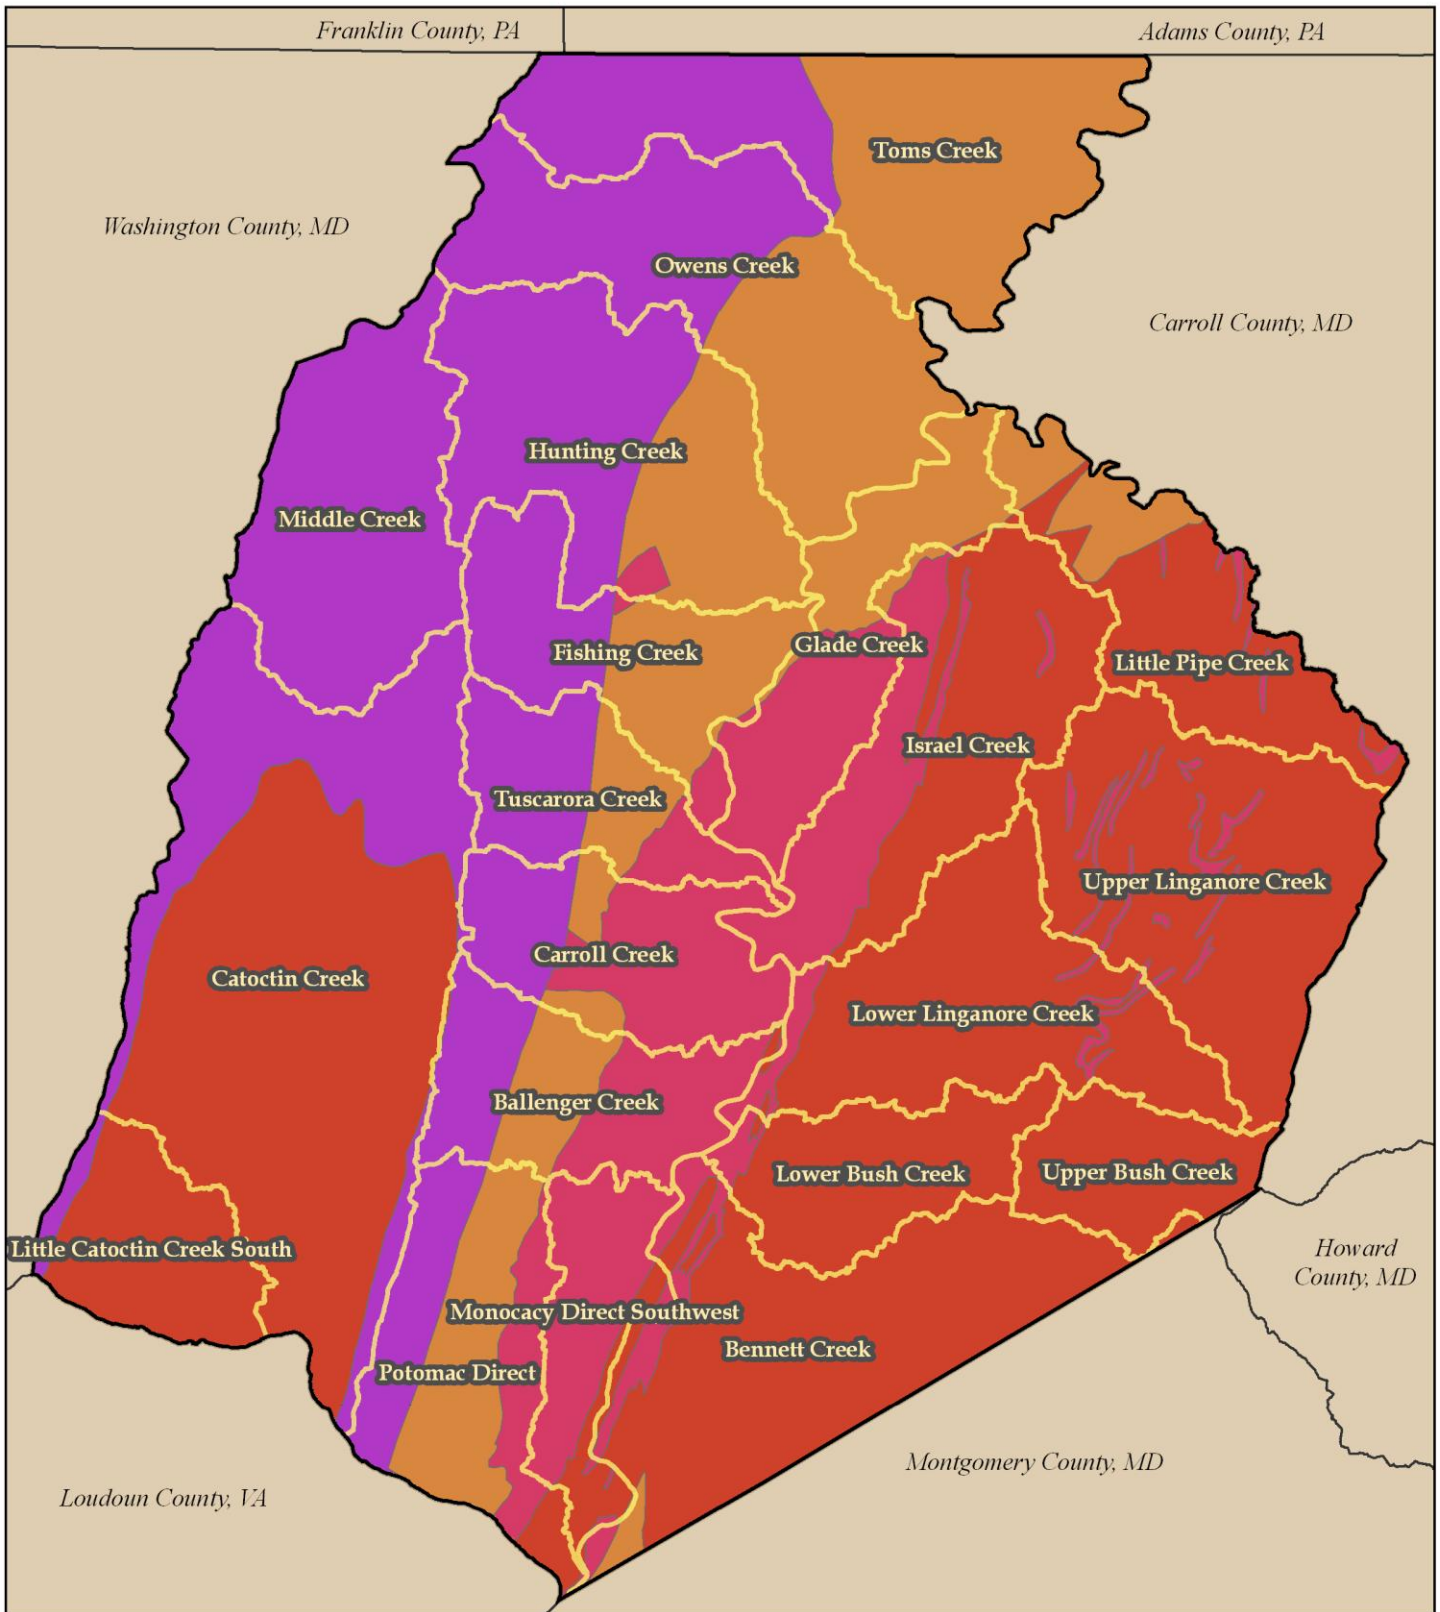 Franklin County, PA
Adams County, PA
Toms Creek
Washington County, MD
Owens Creek
Carroll County, MD
Hunting Creek
Middle Creek
Fishing Creek
Glade Creek
Little Pipe Creek
Israel Creek
Tuscarora Creek
Upper Linganore Creek
Carroll Creek
Catoctin Creek
Lower Linganore Creek
Ballenger Creek
Lower Bush Creek
Upper Bush Creek
Little Catoctin Creek South
Howard
County, MD
Monocacy Direct Southwest
Bennett Creek
Potomac Direct
Montgomery County, MD
Loudoun County, VA